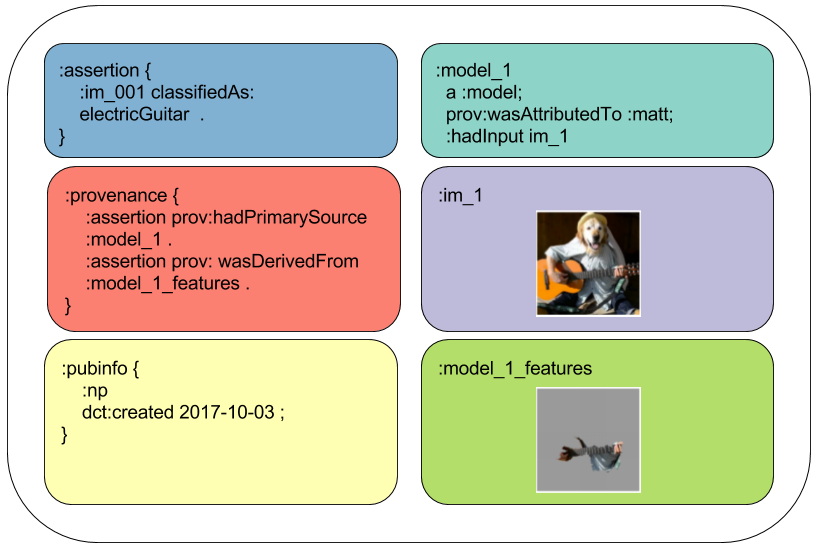 :assertion {
:im_001 classifiedAs:
electricGuitar  .
}
:model_1
a :model;
prov:wasAttributedTo :matt;
:hadInput im_1
:provenance {
:assertion prov:hadPrimarySource
:model_1 .
:assertion prov: wasDerivedFrom
:model_1_features .
}
:im_1
:pubinfo {
:np
dct:created 2017-10-03 ;
}
:model_1_features